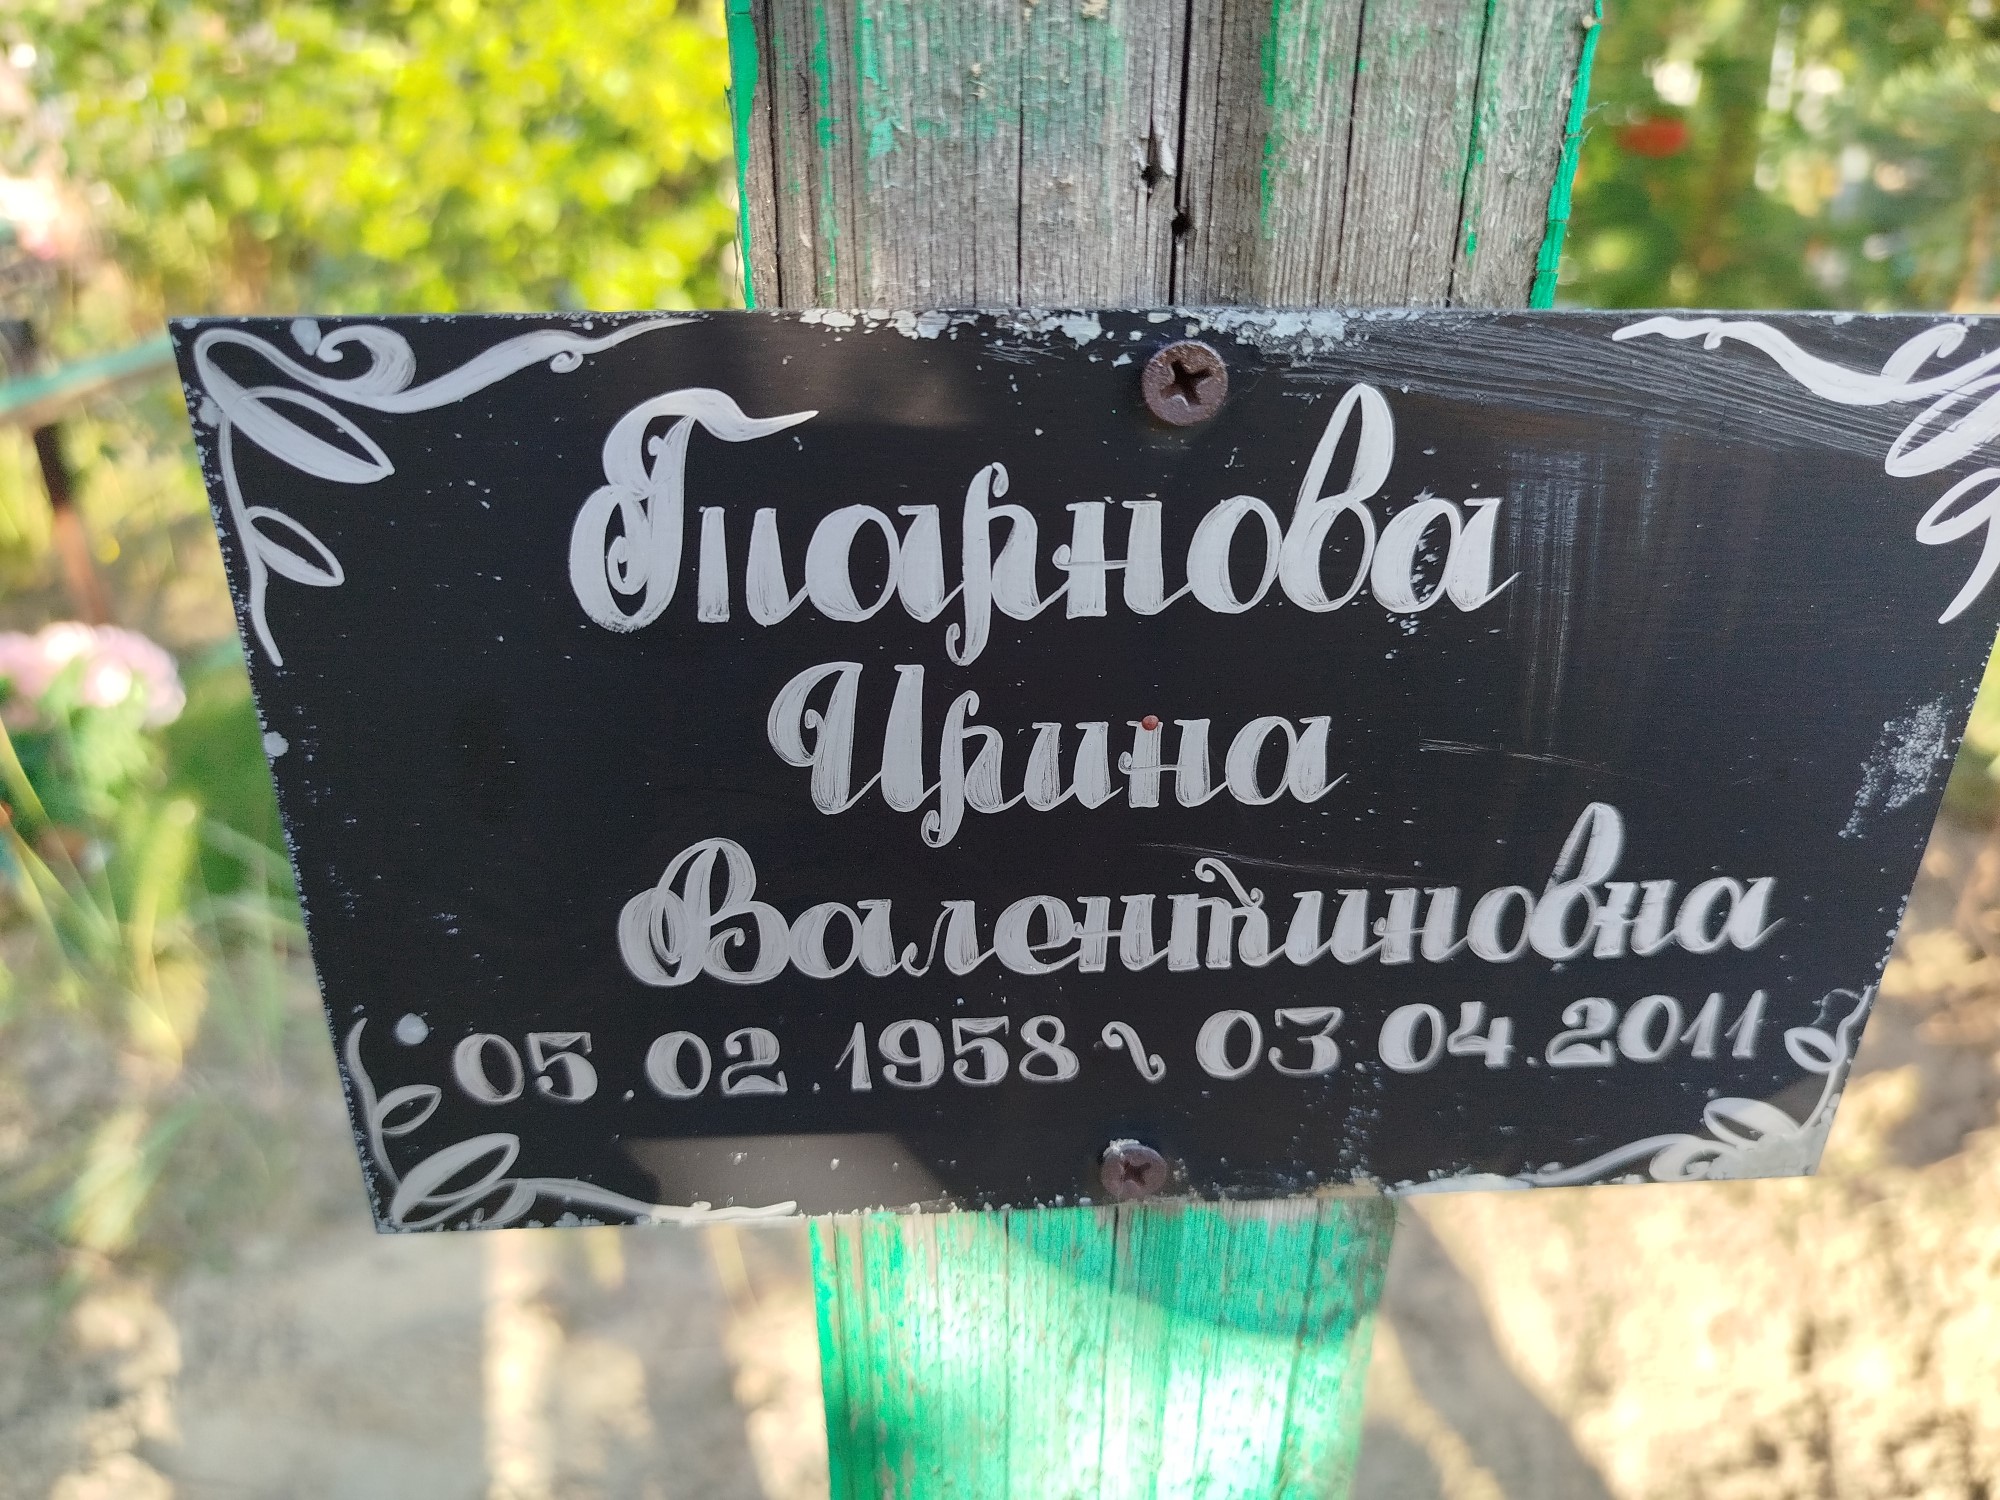 Тарнова
Ирина
Валентиновна
05.02.1958 ~ 03.04.2011